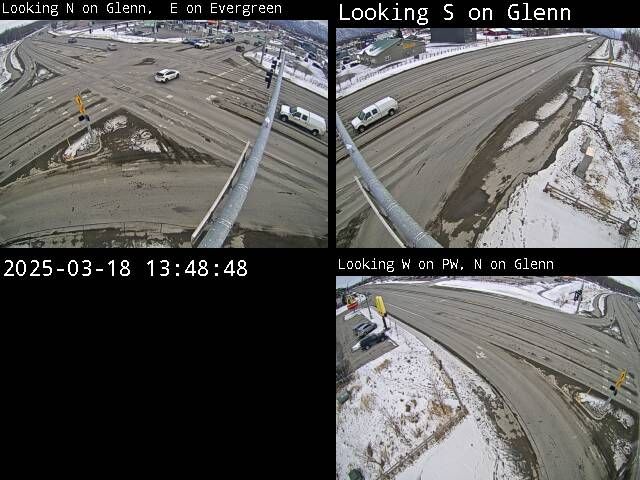 Looking N on Glenn, E on Evergreen
Looking S on Glenn
2025-03-18 13:48:48
Looking W on PW, N on Glenn